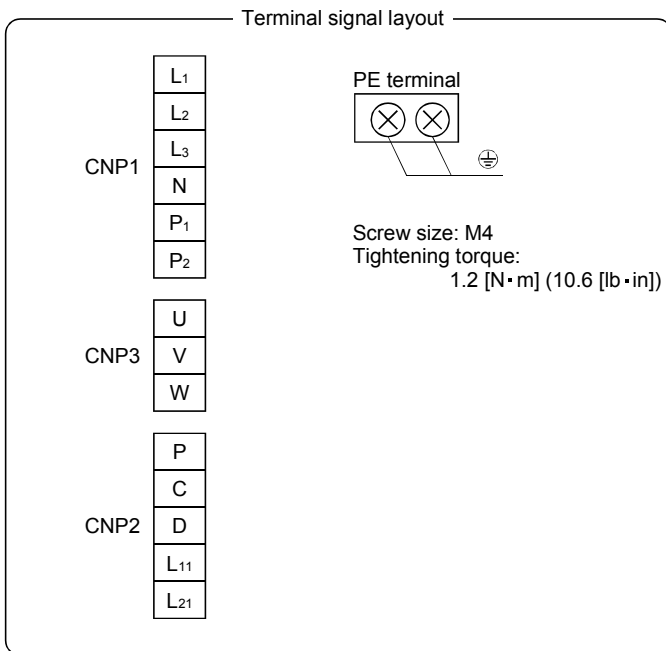 Terminal signal layout
CNP1
L1
L2
L3
N
P1
P2
CNP3
U
V
W
CNP2
P
C
D
L11
L21
PE terminal
Screw size: M4
Tightening torque:
1.2 [N·m] (10.6 [lb·in])